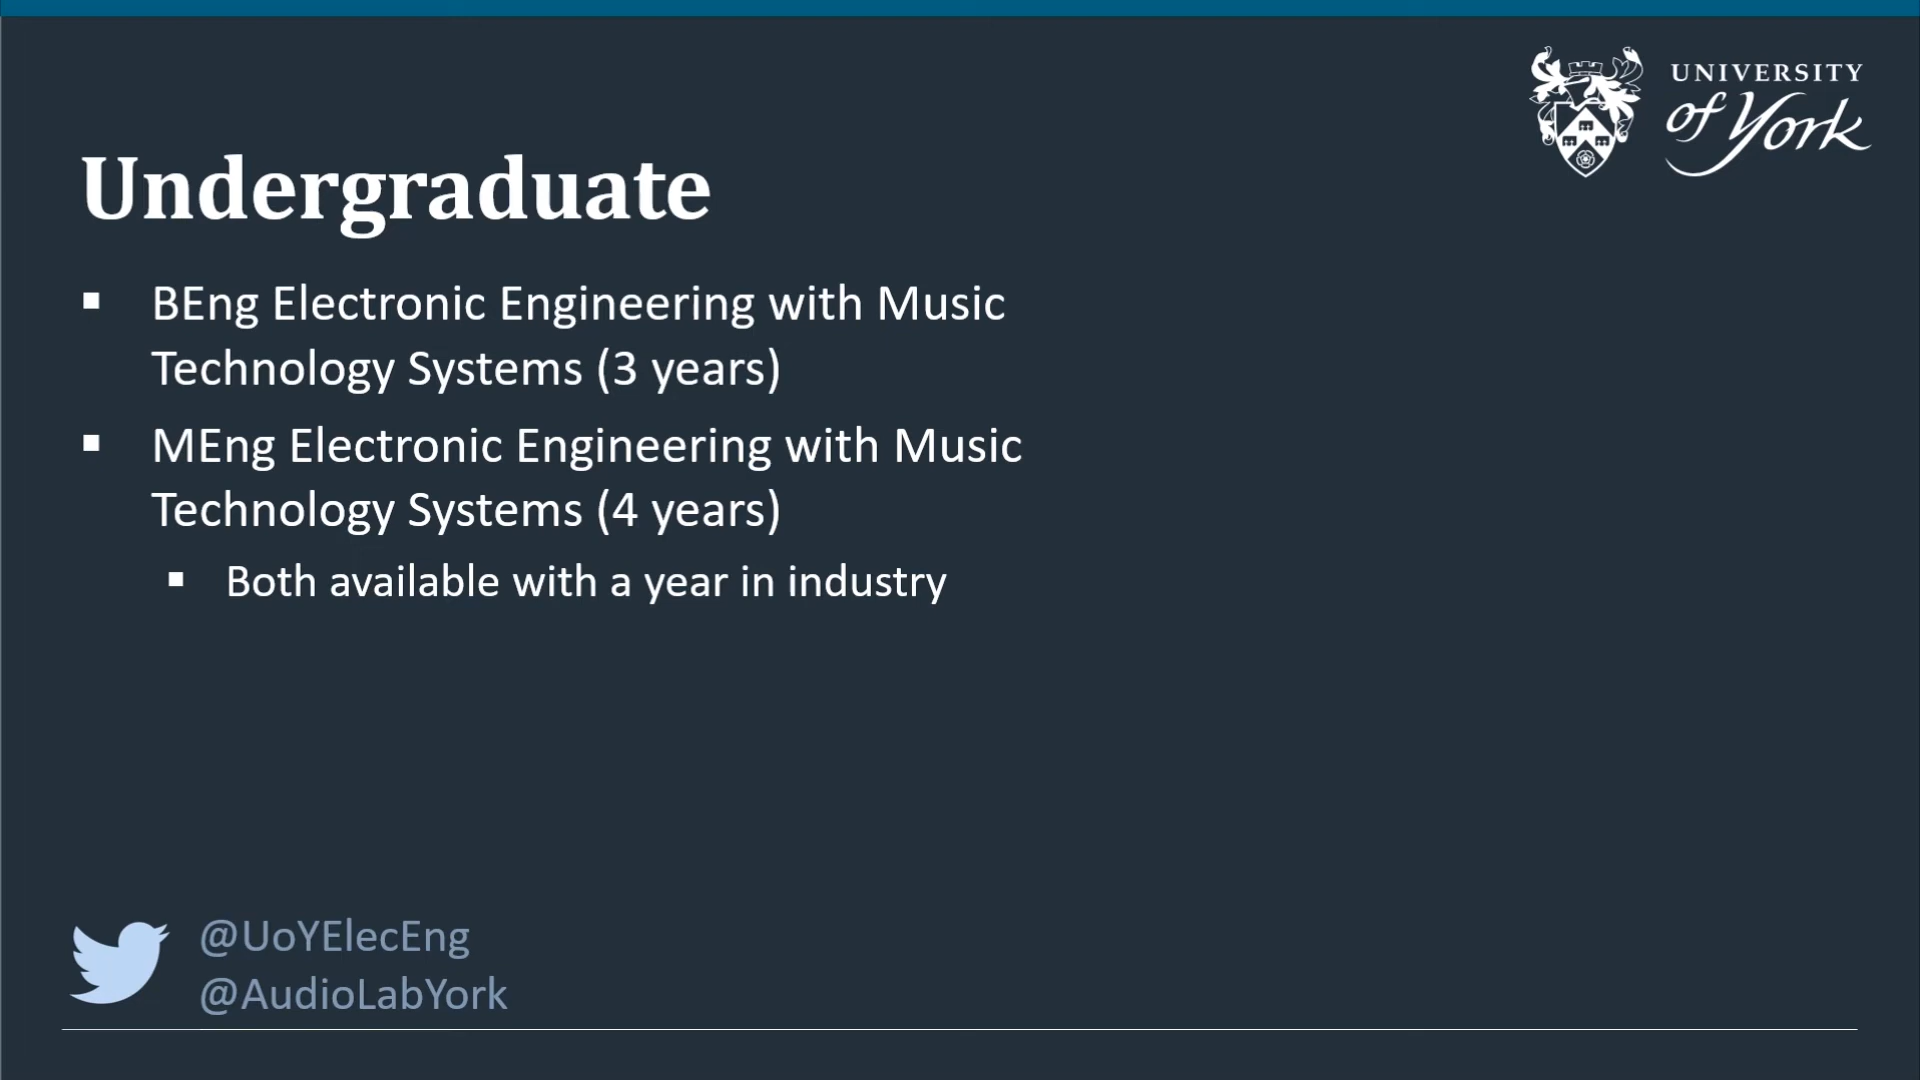 UNIVERSITY
of York
Undergraduate
▪ BEng Electronic Engineering with Music
Technology Systems (3 years)
▪ MEng Electronic Engineering with Music
Technology Systems (4 years)
▪ Both available with a year in industry
@UoYElecEng
@AudioLabYork